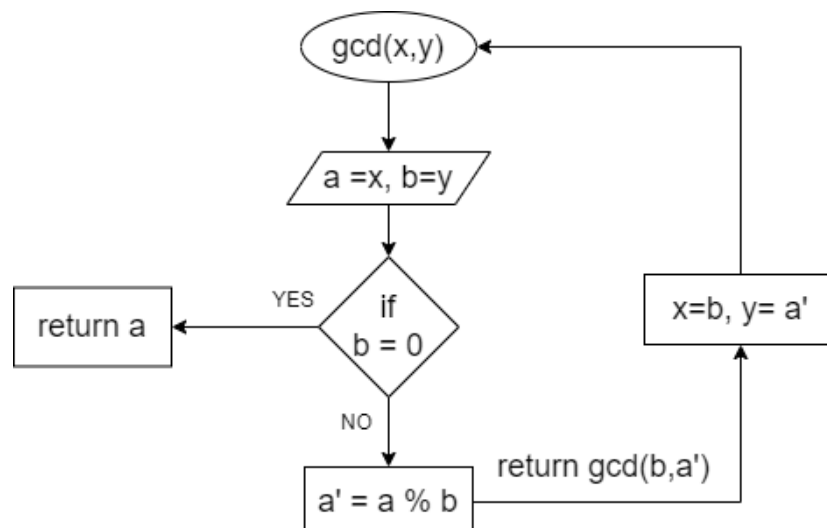 gcd(x,y)
a =x, b=y
if
b = 0
YES
return a
NO
a' = a % b
return gcd(b,a')
x=b, y= a'